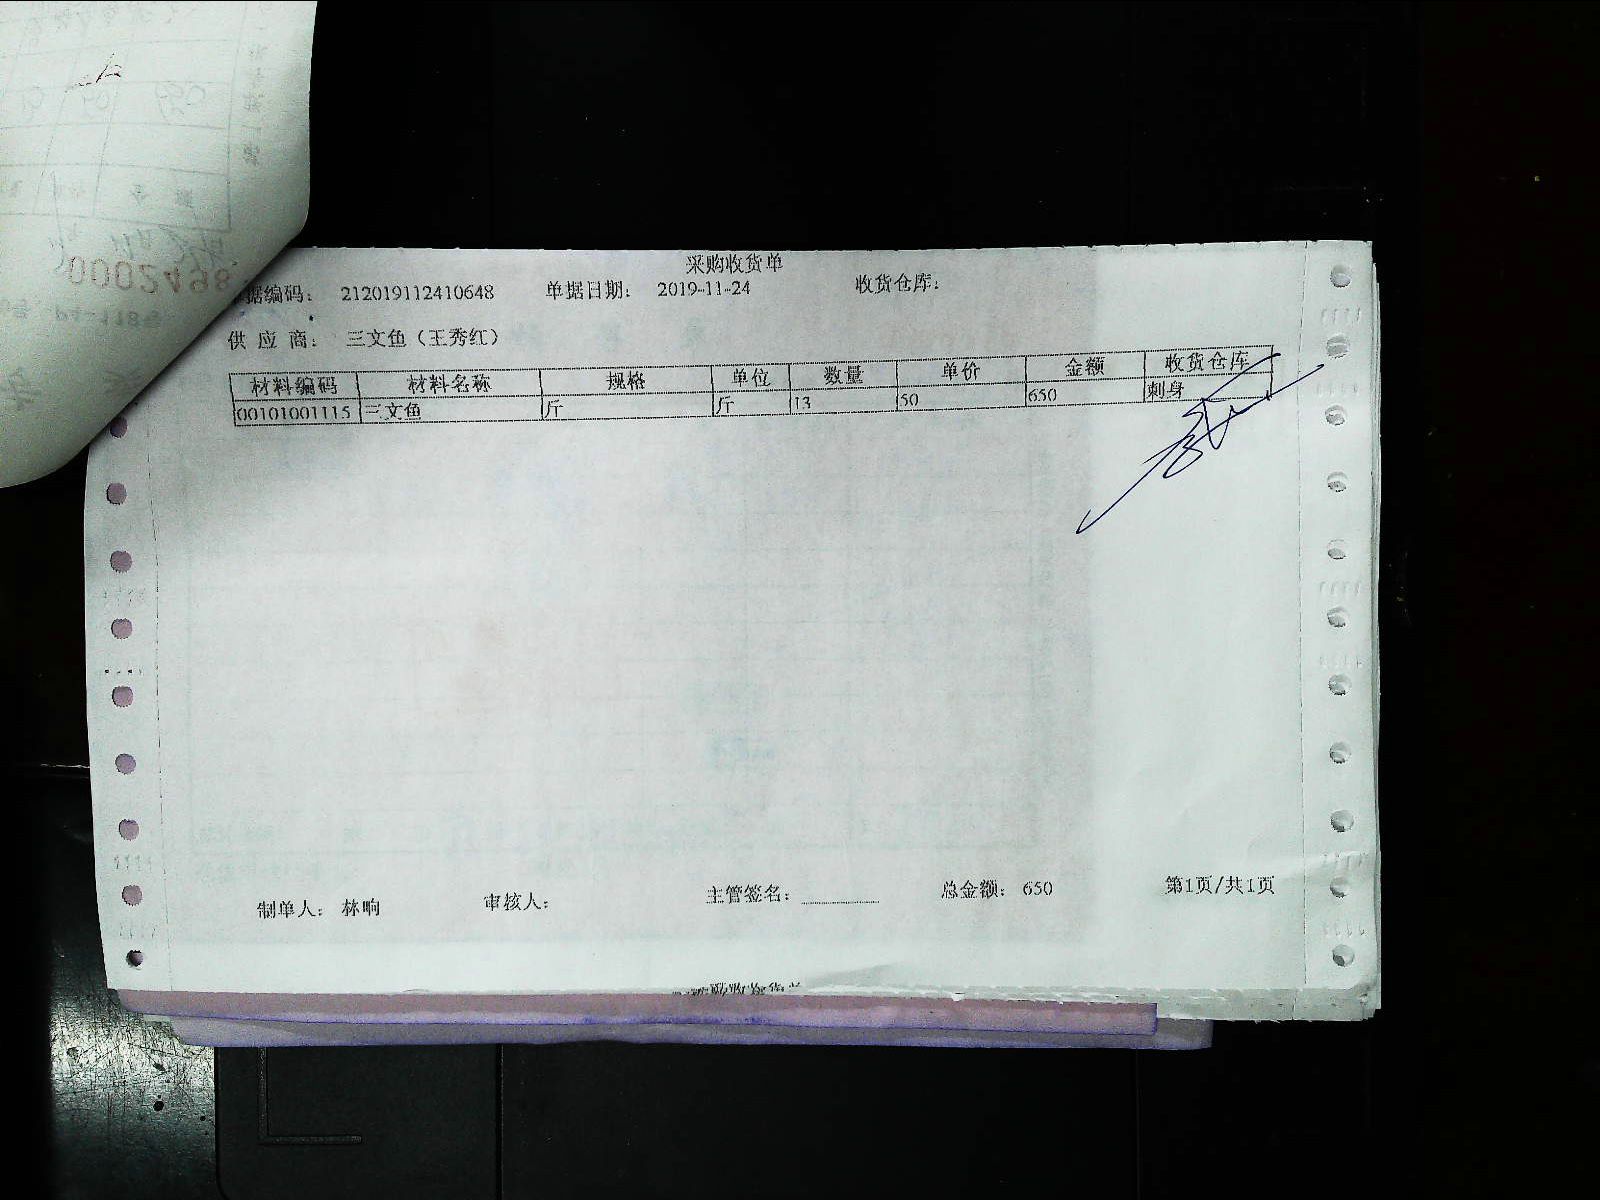 采购收货单
据编码： 212019112410648 单据日期： 2019-11-24 收货仓库：
供 应 商： 三文鱼（王秀红）
材料编码 材料名称 规格 单位 数量 单价 金额 收货仓库
00101001115 三文鱼 斤 斤 13 50 650 刺身
制单人： 林响 审核人： 主管签名： 总金额： 650 第1页/共1页
0002498